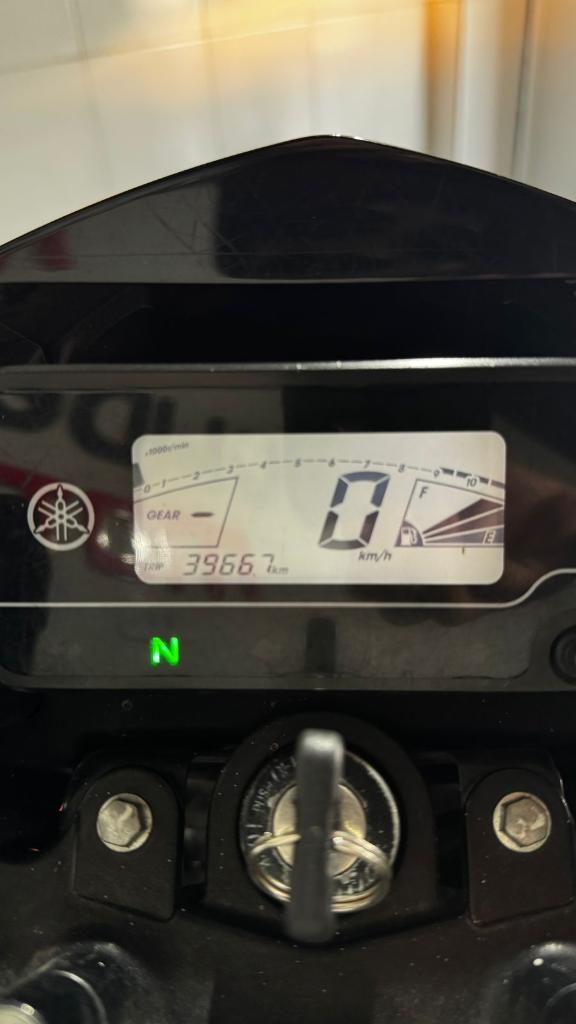 x1000r/min
0 1 2 3 4 5 6 7 8 9 10
GEAR -
0
km/h
F
E
TRIP 3966.7 km
N
PUSH